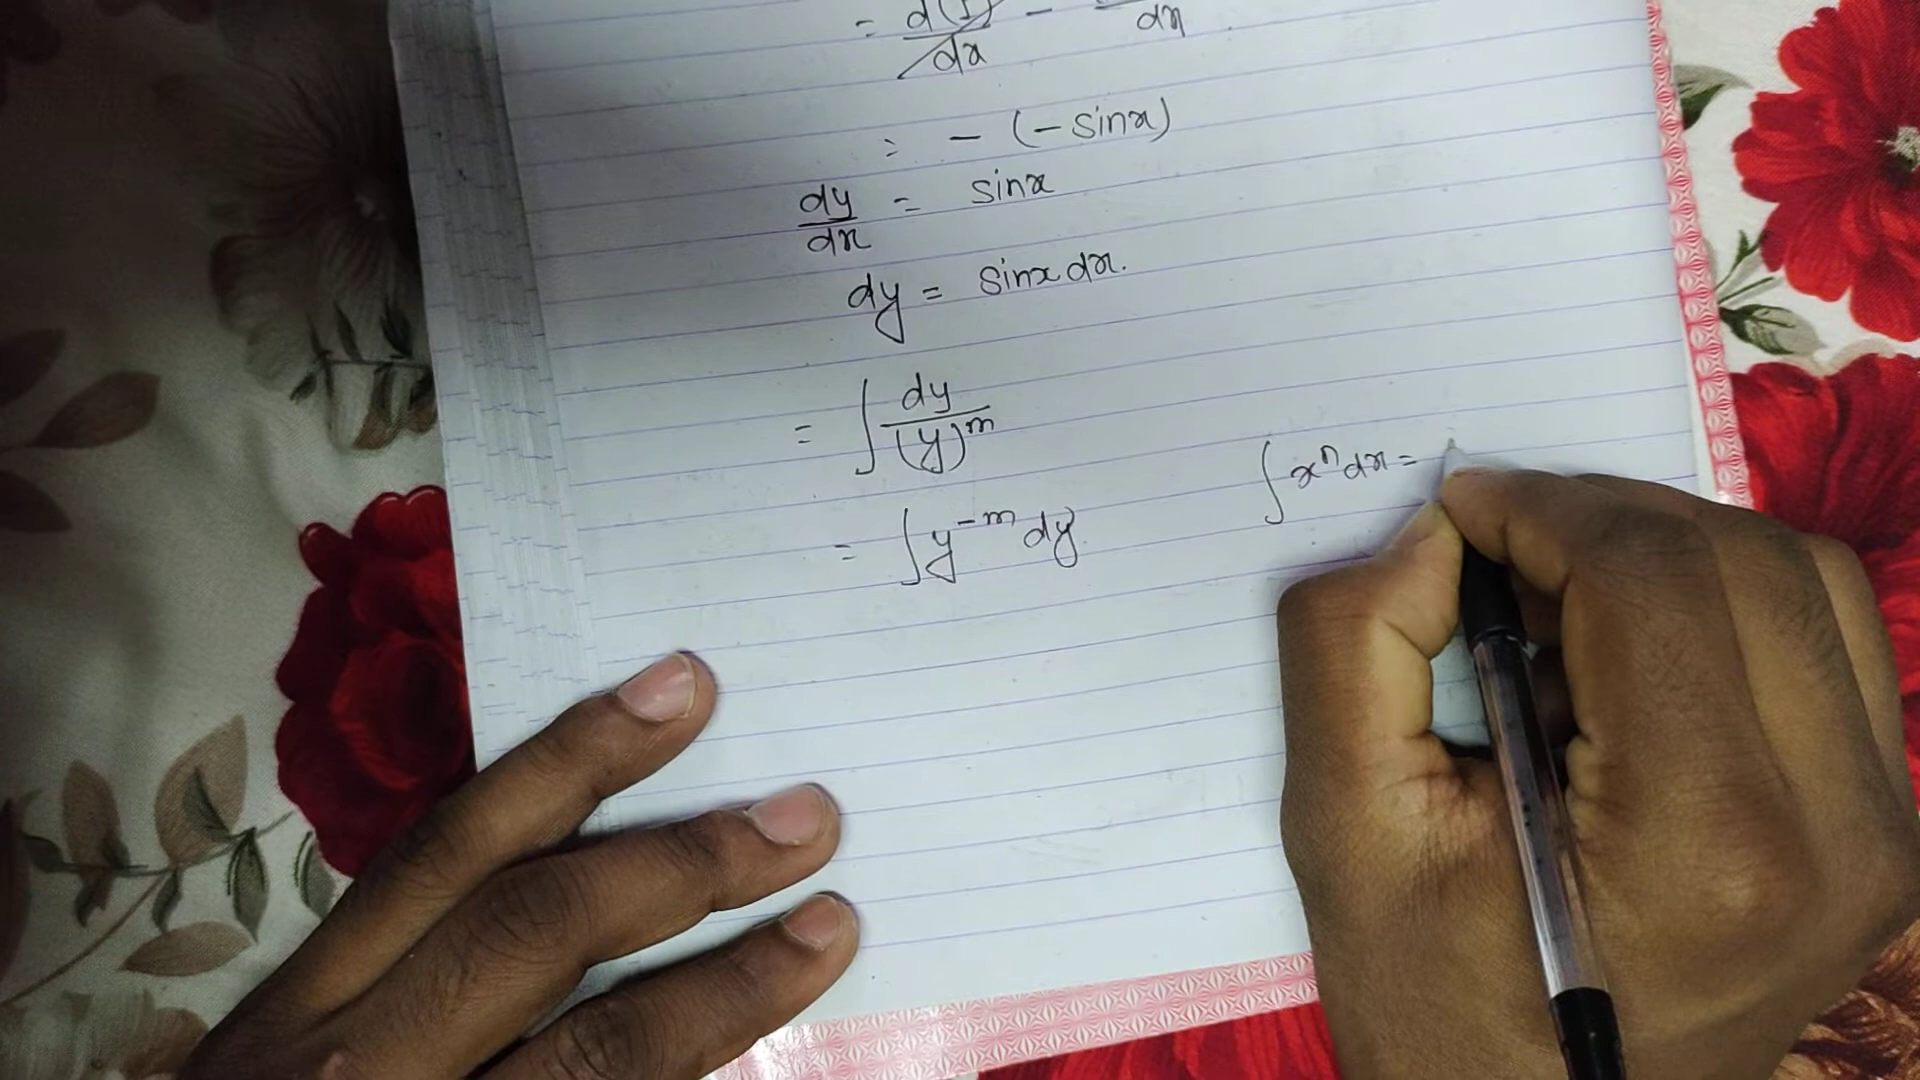 = d(1)/dx - /dx
= - (- sinx)
dy/dx = sinx
dy = sinx dx.
= ∫ dy/(y)^m
∫ x^n dx =
= ∫ y^-m dy